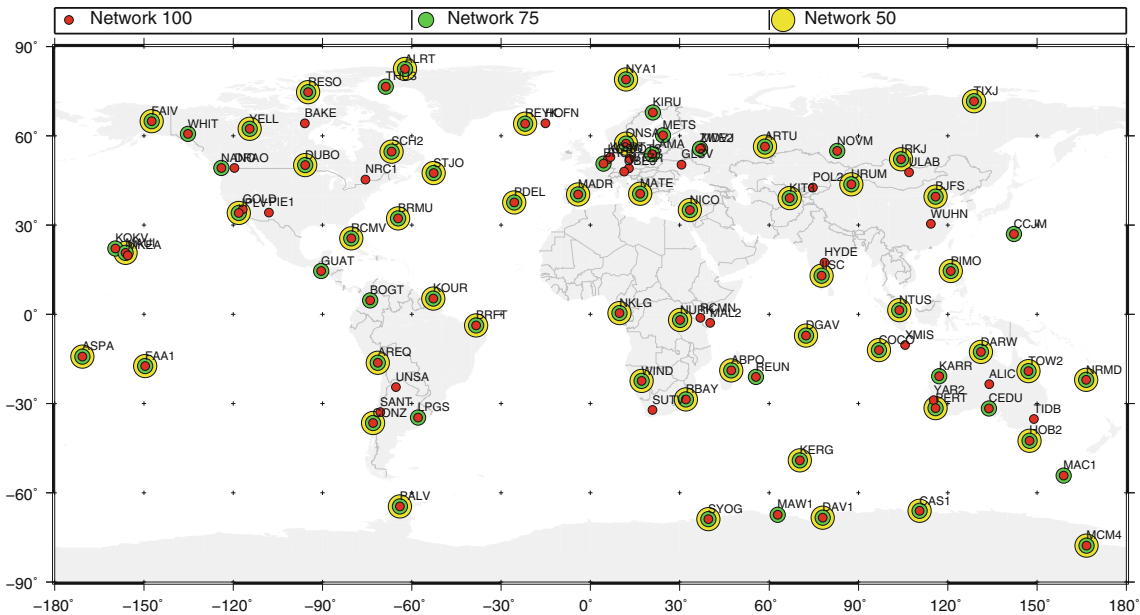 Network 100 Network 75 Network 50
90°
60°
30°
0°
−30°
−60°
−90°
−180° −150° −120° −90° −60° −30° 0° 30° 60° 90° 120° 150° 180°
ALRT
THU3
RESO
NYA1
TIXJ
FAIV
WHIT
YELL
BAKE
REYK
HOFN
KIRU
METS
ONSA
LAMA
GLSV
ARTU
NOVM
IRKJ
ULAB
SCH2
STJO
DUBO
NANO
DRAO
NRC1
GOLD
PIE1
BRMU
RCMV
PDEL
MADR
MATE
NICO
KIT3
POL2
URUM
BJFS
WUHN
CCJM
KOKV
MKEA
GUAT
BOGT
KOUR
BRFT
HYDE
IISC
PIMO
NKLG
NURK
RCMN
MAL2
NTUS
DGAV
COCO
XMIS
DARW
ASPA
FAA1
AREQ
UNSA
WIND
ABPO
REUN
KARR
ALIC
TOW2
NRMD
SANT
CONZ
LPGS
SUTV
RBAY
YAR2
PERT
CEDU
TIDB
HOB2
KERG
MAC1
PALV
SYOG
MAW1
DAV1
CAS1
MCM4